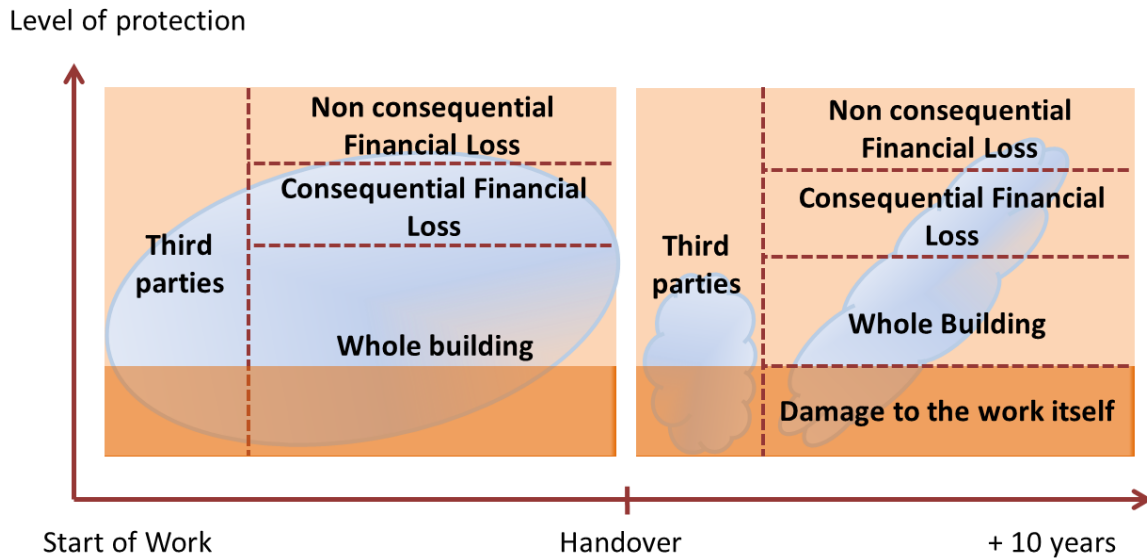 Level of protection
Non consequential
Financial Loss
Consequential Financial
Loss
Third
parties
Whole building
Non consequential
Financial Loss
Consequential Financial
Loss
Third
parties
Whole Building
Damage to the work itself
Start of Work
Handover
+ 10 years